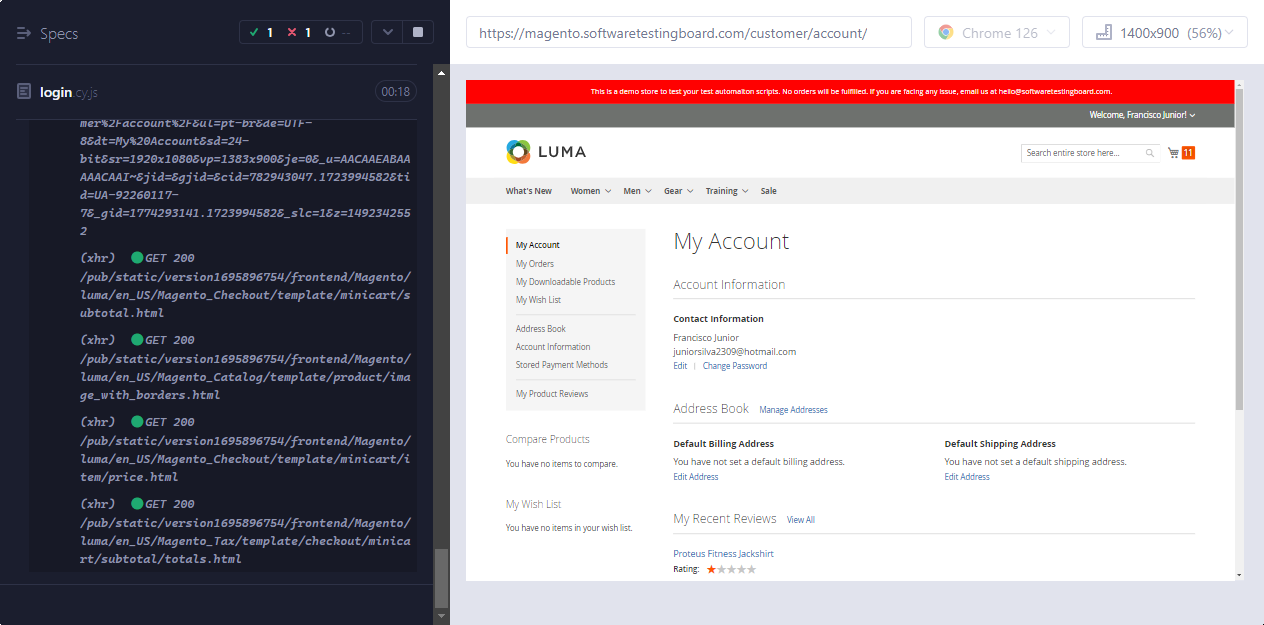 Specs
1
1
--
login.cy.js
00:18
mer%2Faccount%2F&ul=pt-br&de=UTF-
8&dt=My%20Account&sd=24-
bit&sr=1920x1080&vp=1383x900&je=0&_u=AACAAEABAA
AAACAAI~&jid=&gjid=&cid=782943047.1723994582&ti
d=UA-92260117-
7&_gid=1774293141.1723994582&_slc=1&z=149234255
2
(xhr) GET 200
/pub/static/version1695896754/frontend/Magento/
luma/en_US/Magento_Checkout/template/minicart/s
ubtotal.html
(xhr) GET 200
/pub/static/version1695896754/frontend/Magento/
luma/en_US/Magento_Catalog/template/product/ima
ge_with_borders.html
(xhr) GET 200
/pub/static/version1695896754/frontend/Magento/
luma/en_US/Magento_Checkout/template/minicart/i
tem/price.html
(xhr) GET 200
/pub/static/version1695896754/frontend/Magento/
luma/en_US/Magento_Tax/template/checkout/minica
rt/subtotal/totals.html
https://magento.softwaretestingboard.com/customer/account/
Chrome 126
1400x900 (56%)
This is a demo store to test your test automaiton scripts. No orders will be fulfilled. If you are facing any issue, email us at hello@softwaretestingboard.com.
Welcome, Francisco Junior!
LUMA
Search entire store here...
11
What's New
Women
Men
Gear
Training
Sale
My Account
My Orders
My Downloadable Products
My Wish List
Address Book
Account Information
Stored Payment Methods
My Product Reviews
Compare Products
You have no items to compare.
My Wish List
You have no items in your wish list.
My Account
Account Information
Contact Information
Francisco Junior
juniorsilva2309@hotmail.com
Edit | Change Password
Address Book Manage Addresses
Default Billing Address
You have not set a default billing address.
Edit Address
Default Shipping Address
You have not set a default shipping address.
Edit Address
My Recent Reviews View All
Proteus Fitness Jackshirt
Rating: